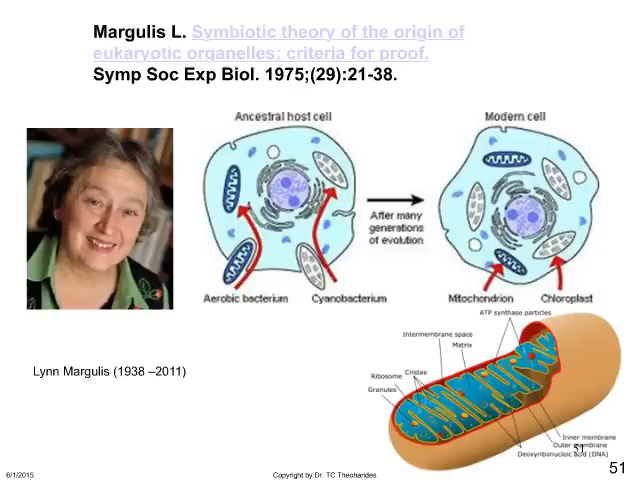 Margulis L. Symbiotic theory of the origin of
eukaryotic organelles; criteria for proof.
Symp Soc Exp Biol. 1975;(29):21-38.
Ancestral host cell
Modern cell
After many
generations
of evolution
Aerobic bacterium
Cyanobacterium
Mitochondrion
Chloroplast
ATP synthase particles
Intermembrane space
Matrix
Ribosome
Cristae
Granules
Inner membrane
Outer membrane
Deoxyribonucleic acid (DNA)
Lynn Margulis (1938 –2011)
51
6/1/2015
Copyright by Dr. TC Theoharides
51